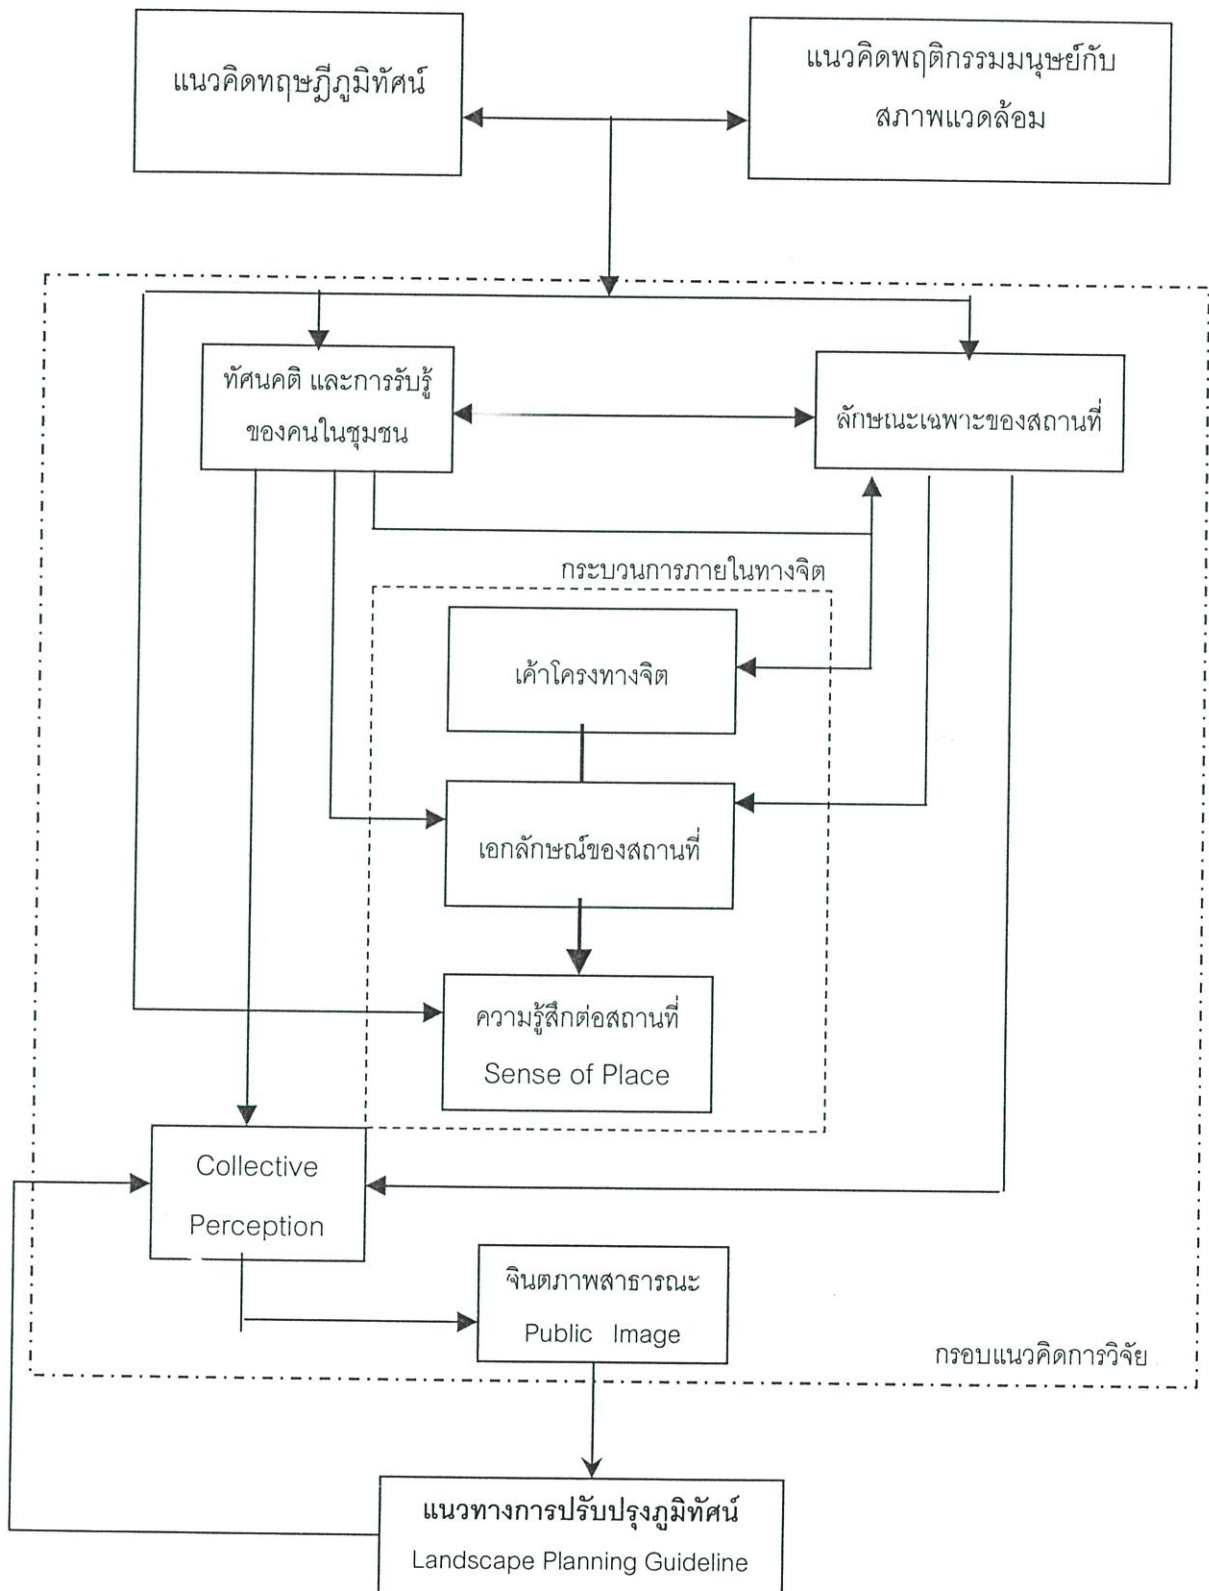 แนวคิดทฤษฎีภูมิทัศน์
แนวคิดพฤติกรรมมนุษย์กับ
สภาพแวดล้อม
ทัศนคติ และการรับรู้
ของคนในชุมชน
ลักษณะเฉพาะของสถานที่
กระบวนการภายในทางจิต
เค้าโครงทางจิต
เอกลักษณ์ของสถานที่
ความรู้สึกต่อสถานที่
Sense of Place
Collective
Perception
จินตภาพสาธารณะ
Public Image
กรอบแนวคิดการวิจัย
แนวทางการปรับปรุงภูมิทัศน์
Landscape Planning Guideline